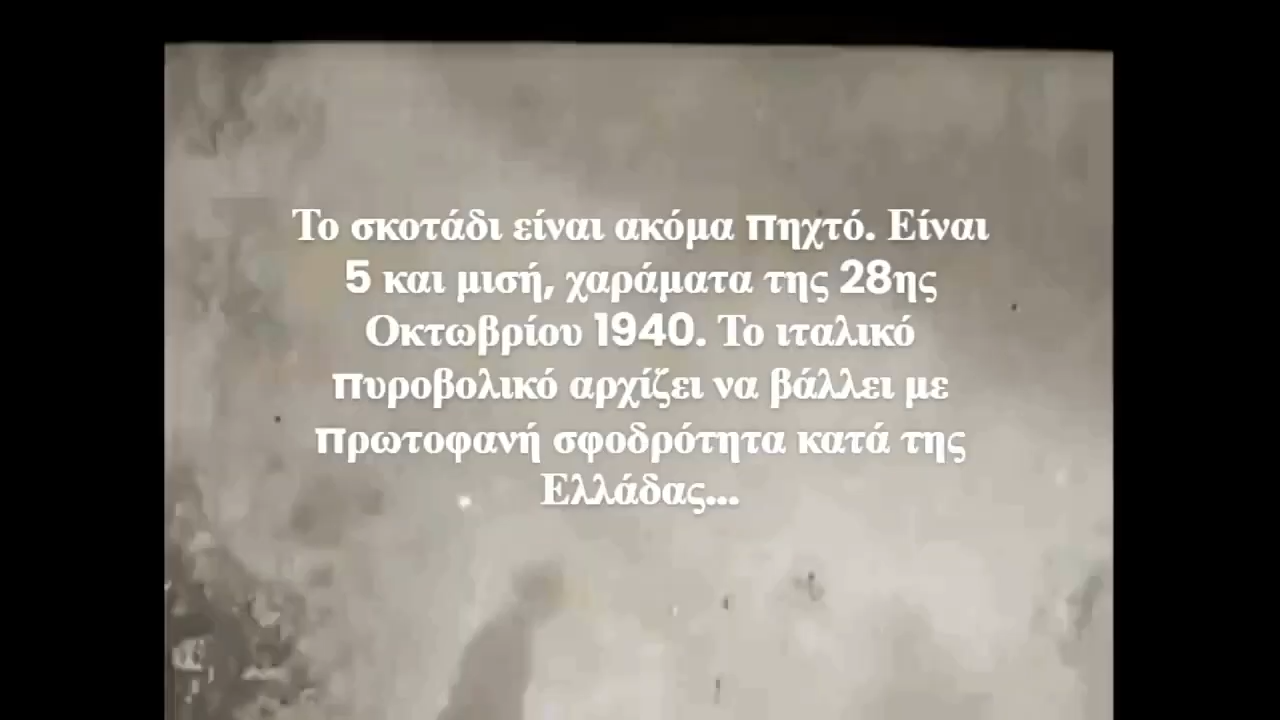 Το σκοτάδι είναι ακόμα πηχτό. Είναι
5 και μισή, χαράματα της 28ης
Οκτωβρίου 1940. Το ιταλικό
πυροβολικό αρχίζει να βάλλει με
πρωτοφανή σφοδρότητα κατά της
Ελλάδας...